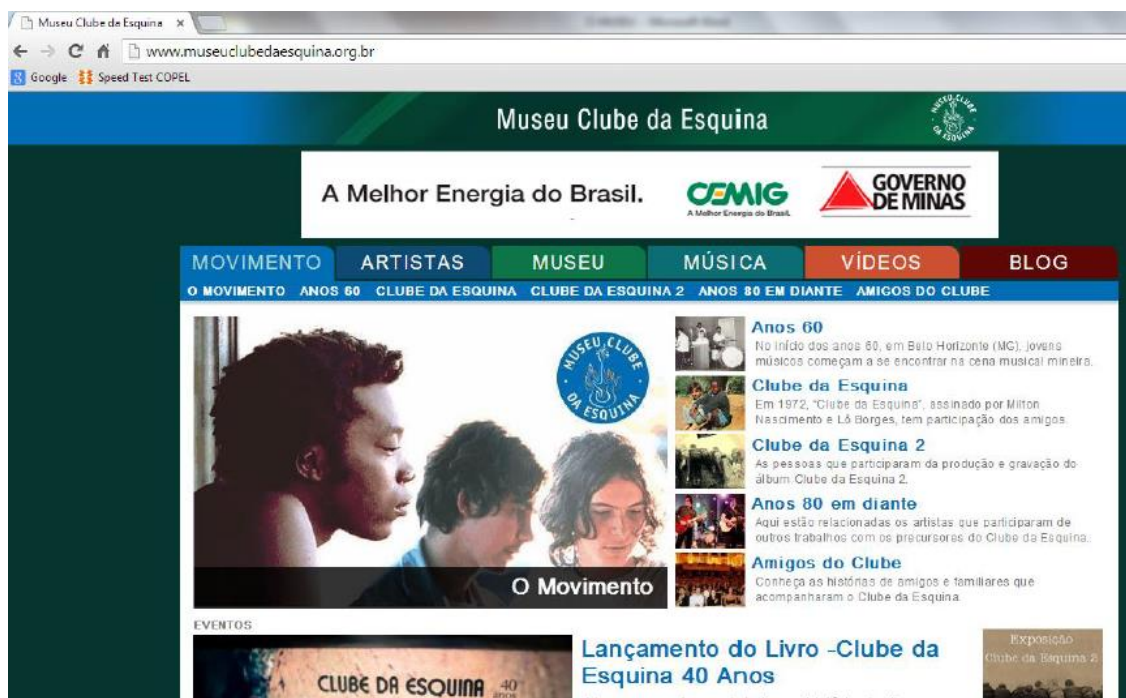 Museu Clube da Esquina
www.museuclubedaesquina.org.br
Google Speed Test COPEL
Museu Clube da Esquina
MUSEU CLUBE DA ESQUINA
A Melhor Energia do Brasil.
CEMIG
A Melhor Energia do Brasil.
GOVERNO
DE MINAS
MOVIMENTO ARTISTAS MUSEU MÚSICA VÍDEOS BLOG
O MOVIMENTO ANOS 60 CLUBE DA ESQUINA CLUBE DA ESQUINA 2 ANOS 80 EM DIANTE AMIGOS DO CLUBE
MUSEU CLUBE DA ESQUINA
O Movimento
Anos 60
No início dos anos 60, em Belo Horizonte (MG), jovens
músicos começam a se encontrar na cena musical mineira.
Clube da Esquina
Em 1972, "Clube da Esquina", assinado por Milton
Nascimento e Lô Borges, tem participação dos amigos.
Clube da Esquina 2
As pessoas que participaram da produção e gravação do
álbum Clube da Esquina 2.
Anos 80 em diante
Aqui estão relacionadas os artistas que participaram de
outros trabalhos com os precursores do Clube da Esquina.
Amigos do Clube
Conheça as histórias de amigos e familiares que
acompanharam o Clube da Esquina.
EVENTOS
CLUBE DA ESQUINA 40
anos
Lançamento do Livro -Clube da
Esquina 40 Anos
Exposição
Clube da Esquina 2